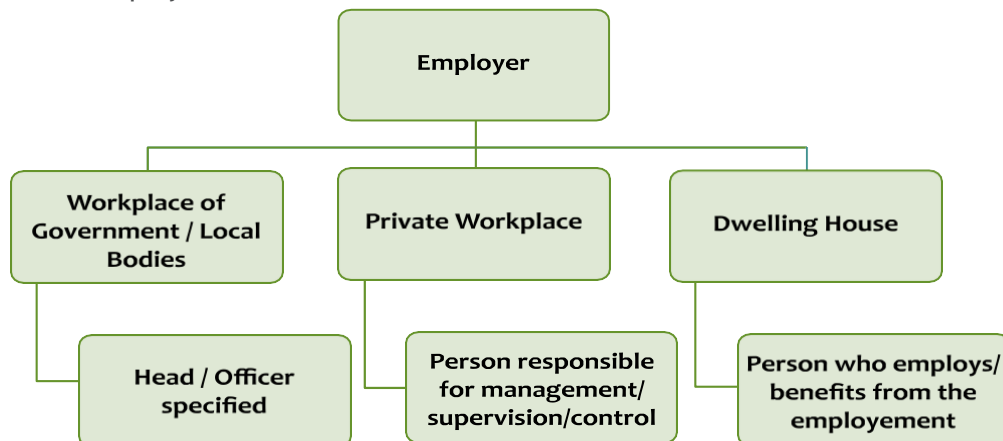 Employer
Workplace of
Government / Local
Bodies
Private Workplace
Dwelling House
Head / Officer
specified
Person responsible
for management/
supervision/control
Person who employs/
benefits from the
employement